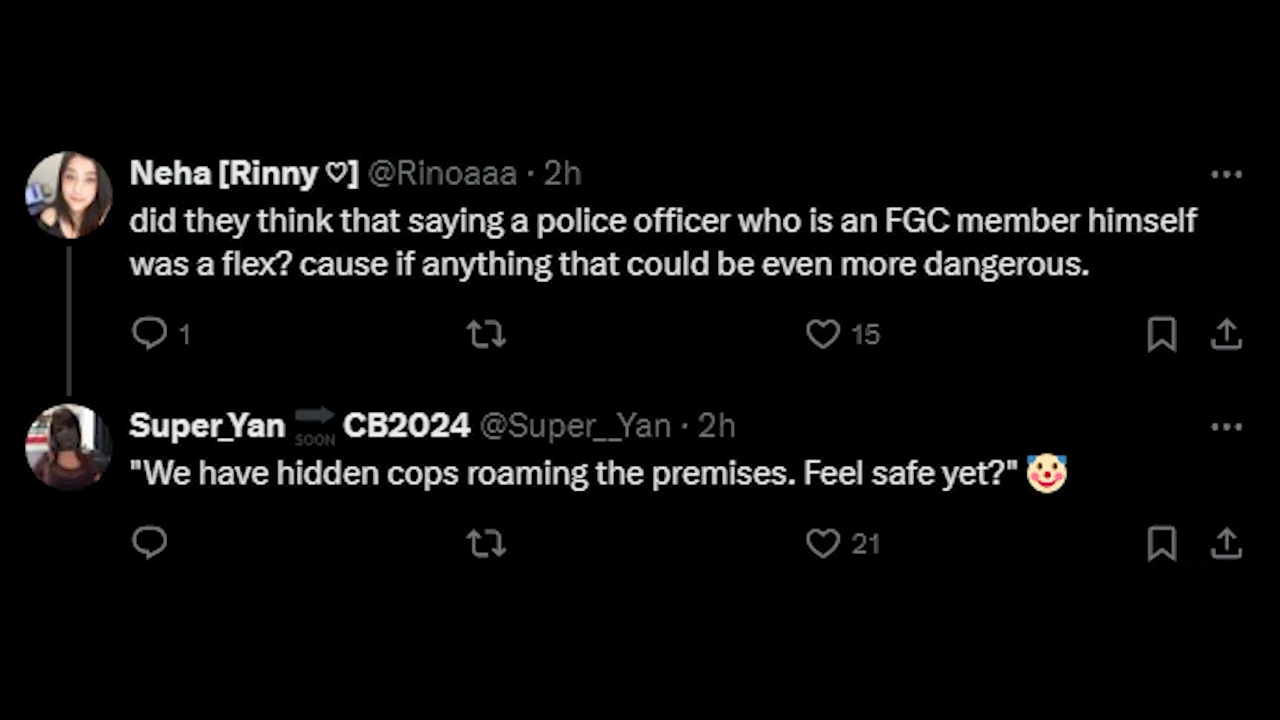 Neha [Rinny ♡] @Rinoaaa · 2h
did they think that saying a police officer who is an FGC member himself
was a flex? cause if anything that could be even more dangerous.
1 15
Super_Yan 🔜 CB2024 @Super__Yan · 2h
"We have hidden cops roaming the premises. Feel safe yet?" 🤡
21